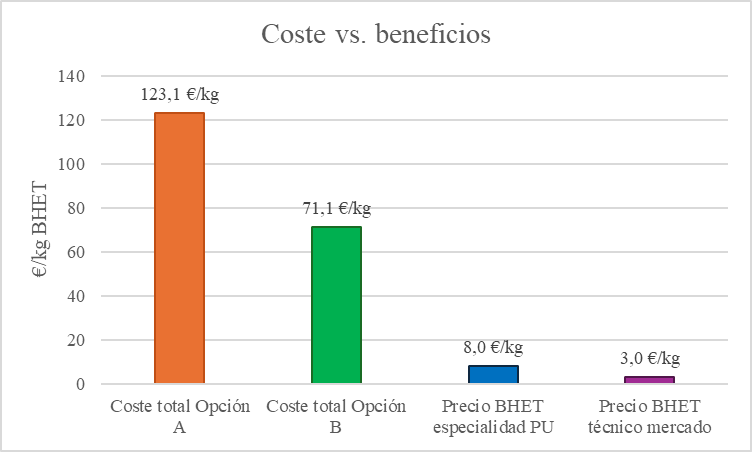 Coste vs. beneficios
€/kg BHET
140
120
100
80
60
40
20
0
123,1 €/kg
71,1 €/kg
8,0 €/kg
3,0 €/kg
Coste total Opción
A
Coste total Opción
B
Precio BHET
especialidad PU
Precio BHET
técnico mercado